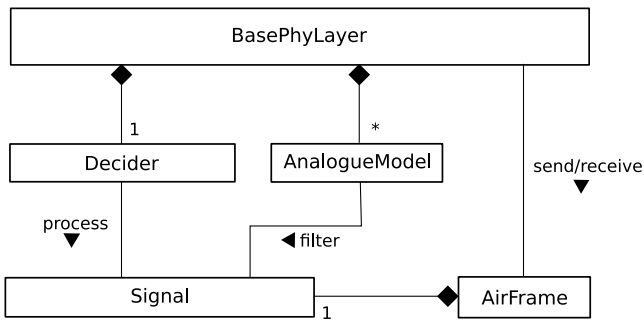 BasePhyLayer
1
*
Decider
AnalogueModel
send/receive
process
filter
Signal
1
AirFrame